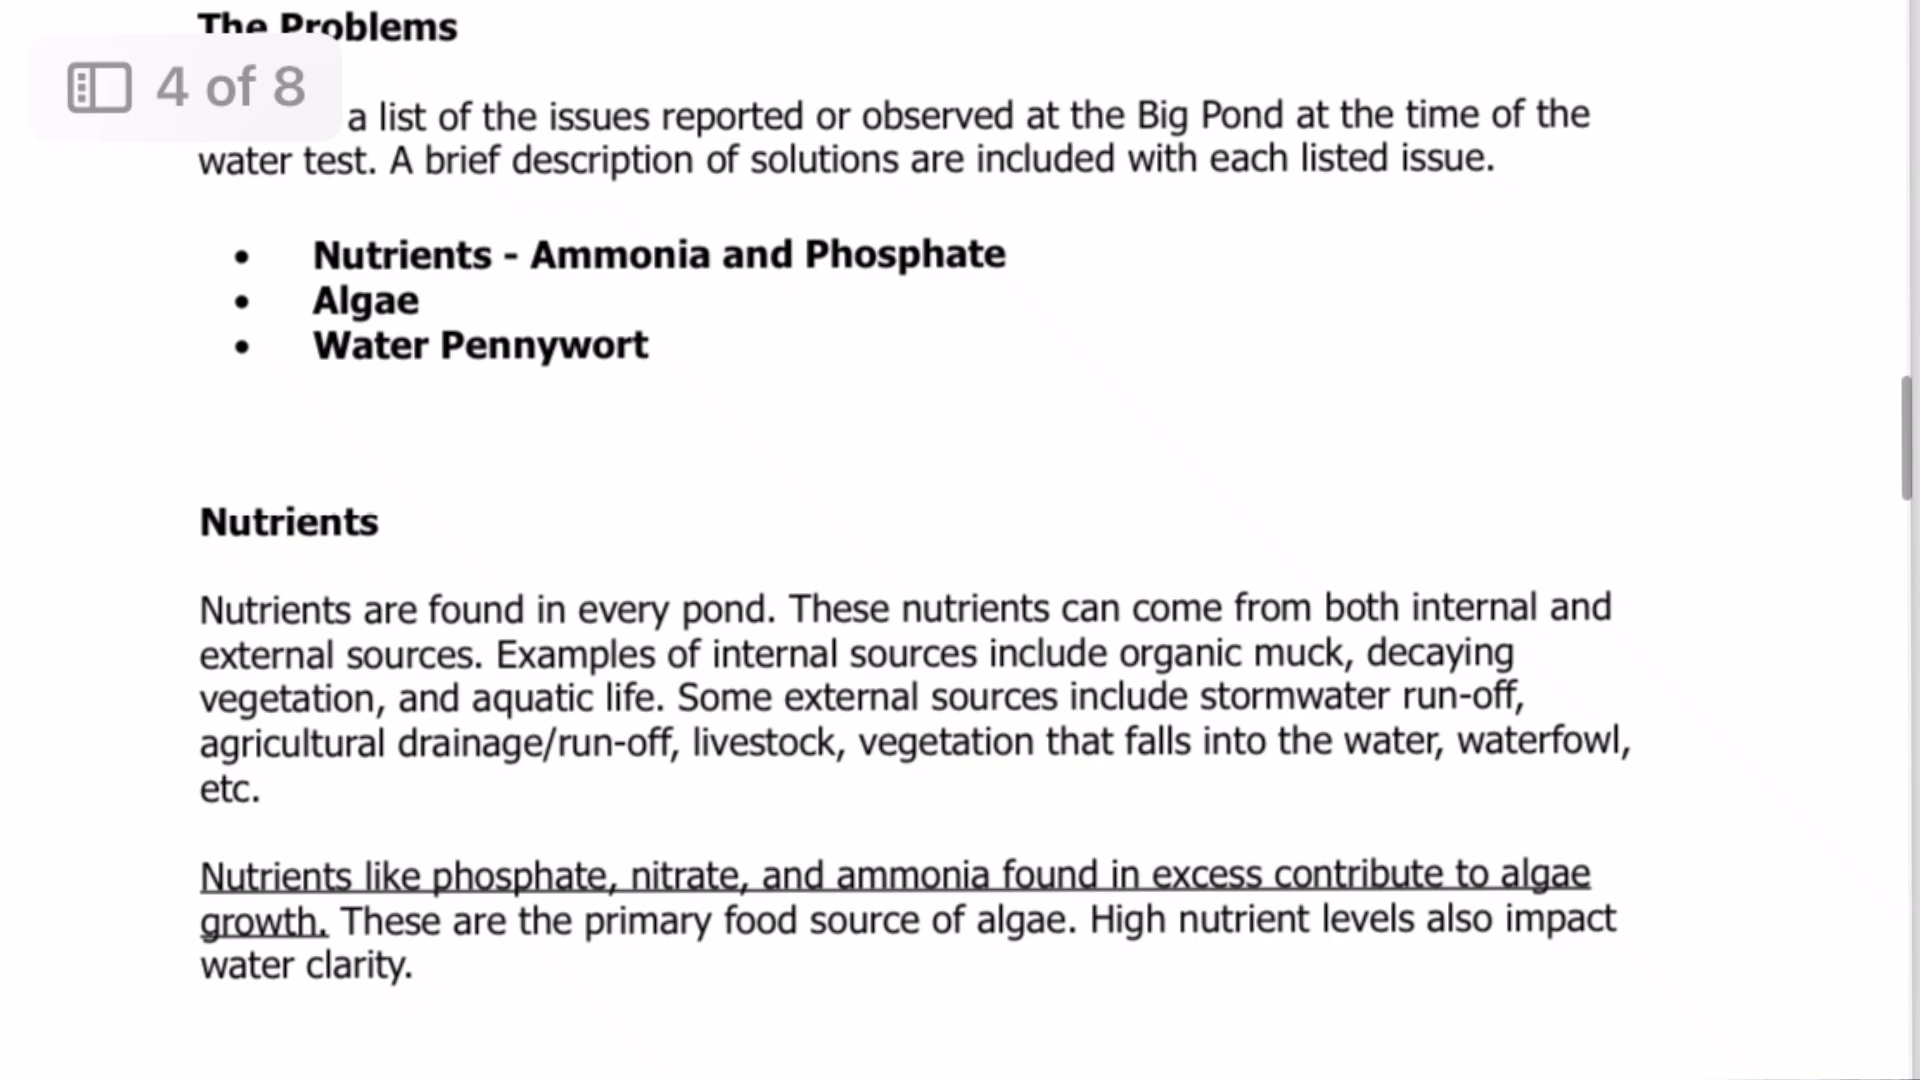 The Problems
4 of 8
a list of the issues reported or observed at the Big Pond at the time of the
water test. A brief description of solutions are included with each listed issue.
• Nutrients - Ammonia and Phosphate
• Algae
• Water Pennywort
Nutrients
Nutrients are found in every pond. These nutrients can come from both internal and
external sources. Examples of internal sources include organic muck, decaying
vegetation, and aquatic life. Some external sources include stormwater run-off,
agricultural drainage/run-off, livestock, vegetation that falls into the water, waterfowl,
etc.
Nutrients like phosphate, nitrate, and ammonia found in excess contribute to algae
growth. These are the primary food source of algae. High nutrient levels also impact
water clarity.